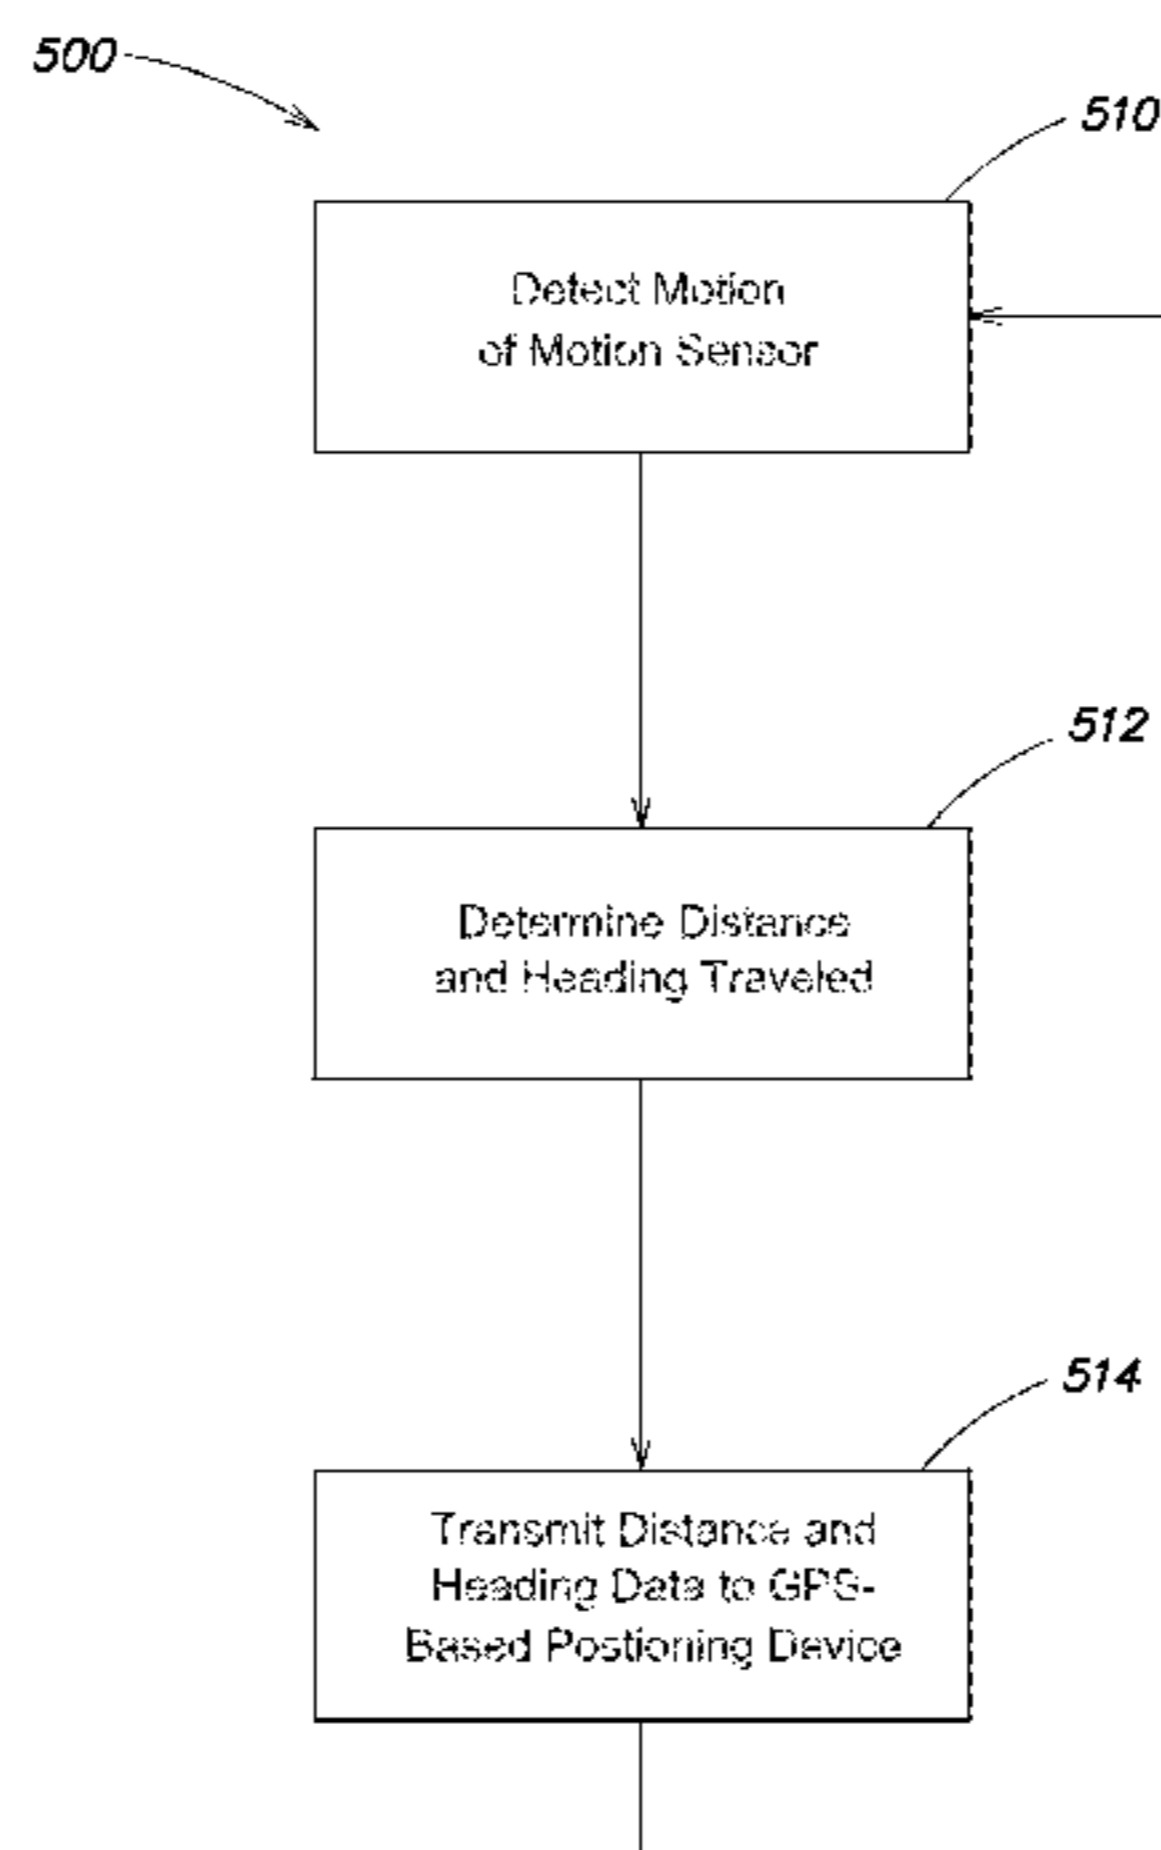 500
510
Detect Motion
of Motion Sensor
512
Determine Distance
and Heading Traveled
514
Transmit Distance and
Heading Data to GPS-
Based Postioning Device